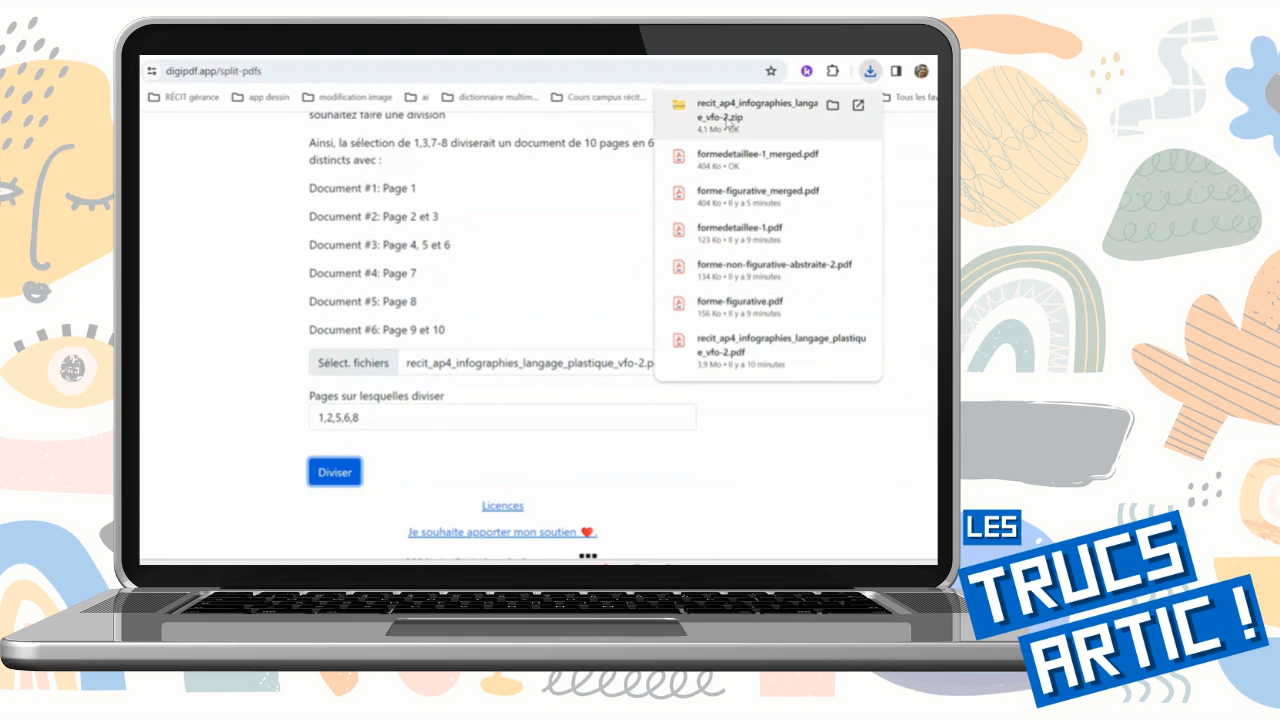 digipdf.app/split-pdfs
RÉCIT gérance
app dessin
modification image
ai
dictionnaire multim...
Cours campus récit...
Tous les fav
souhaitez faire une division
Ainsi, la sélection de 1,3,7-8 diviserait un document de 10 pages en 6
distincts avec :
Document #1: Page 1
Document #2: Page 2 et 3
Document #3: Page 4, 5 et 6
Document #4: Page 7
Document #5: Page 8
Document #6: Page 9 et 10
Sélect. fichiers
recit_ap4_infographies_langage_plastique_vfo-2.p
Pages sur lesquelles diviser
1,2,5,6,8
Diviser
Licences
Je souhaite apporter mon soutien ❤️.
recit_ap4_infographies_langa
e_vfo-2.zip
4,1 Mo • OK
formedetaillee-1_merged.pdf
404 Ko • OK
forme-figurative_merged.pdf
404 Ko • Il y a 5 minutes
formedetaillee-1.pdf
123 Ko • Il y a 9 minutes
forme-non-figurative-abstraite-2.pdf
134 Ko • Il y a 9 minutes
forme-figurative.pdf
156 Ko • Il y a 9 minutes
recit_ap4_infographies_langage_plastiqu
e_vfo-2.pdf
3,9 Mo • Il y a 10 minutes
LES
TRUCS
ARTIC !